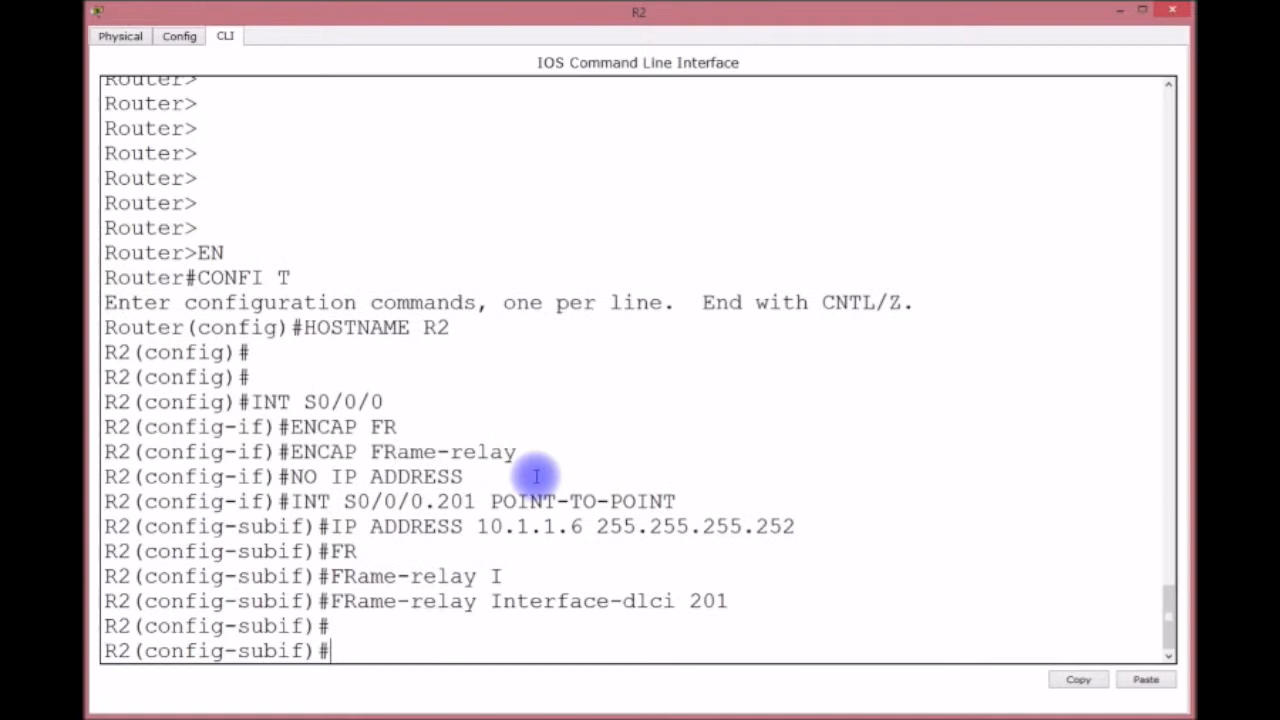 R2
Physical Config CLI
IOS Command Line Interface
Router>
Router>
Router>
Router>
Router>
Router>
Router>
Router>EN
Router#CONFI T
Enter configuration commands, one per line.  End with CNTL/Z.
Router(config)#HOSTNAME R2
R2(config)#
R2(config)#
R2(config)#INT S0/0/0
R2(config-if)#ENCAP FR
R2(config-if)#ENCAP FRame-relay
R2(config-if)#NO IP ADDRESS
R2(config-if)#INT S0/0/0.201 POINT-TO-POINT
R2(config-subif)#IP ADDRESS 10.1.1.6 255.255.255.252
R2(config-subif)#FR
R2(config-subif)#FRame-relay I
R2(config-subif)#FRame-relay Interface-dlci 201
R2(config-subif)#
R2(config-subif)#
Copy Paste